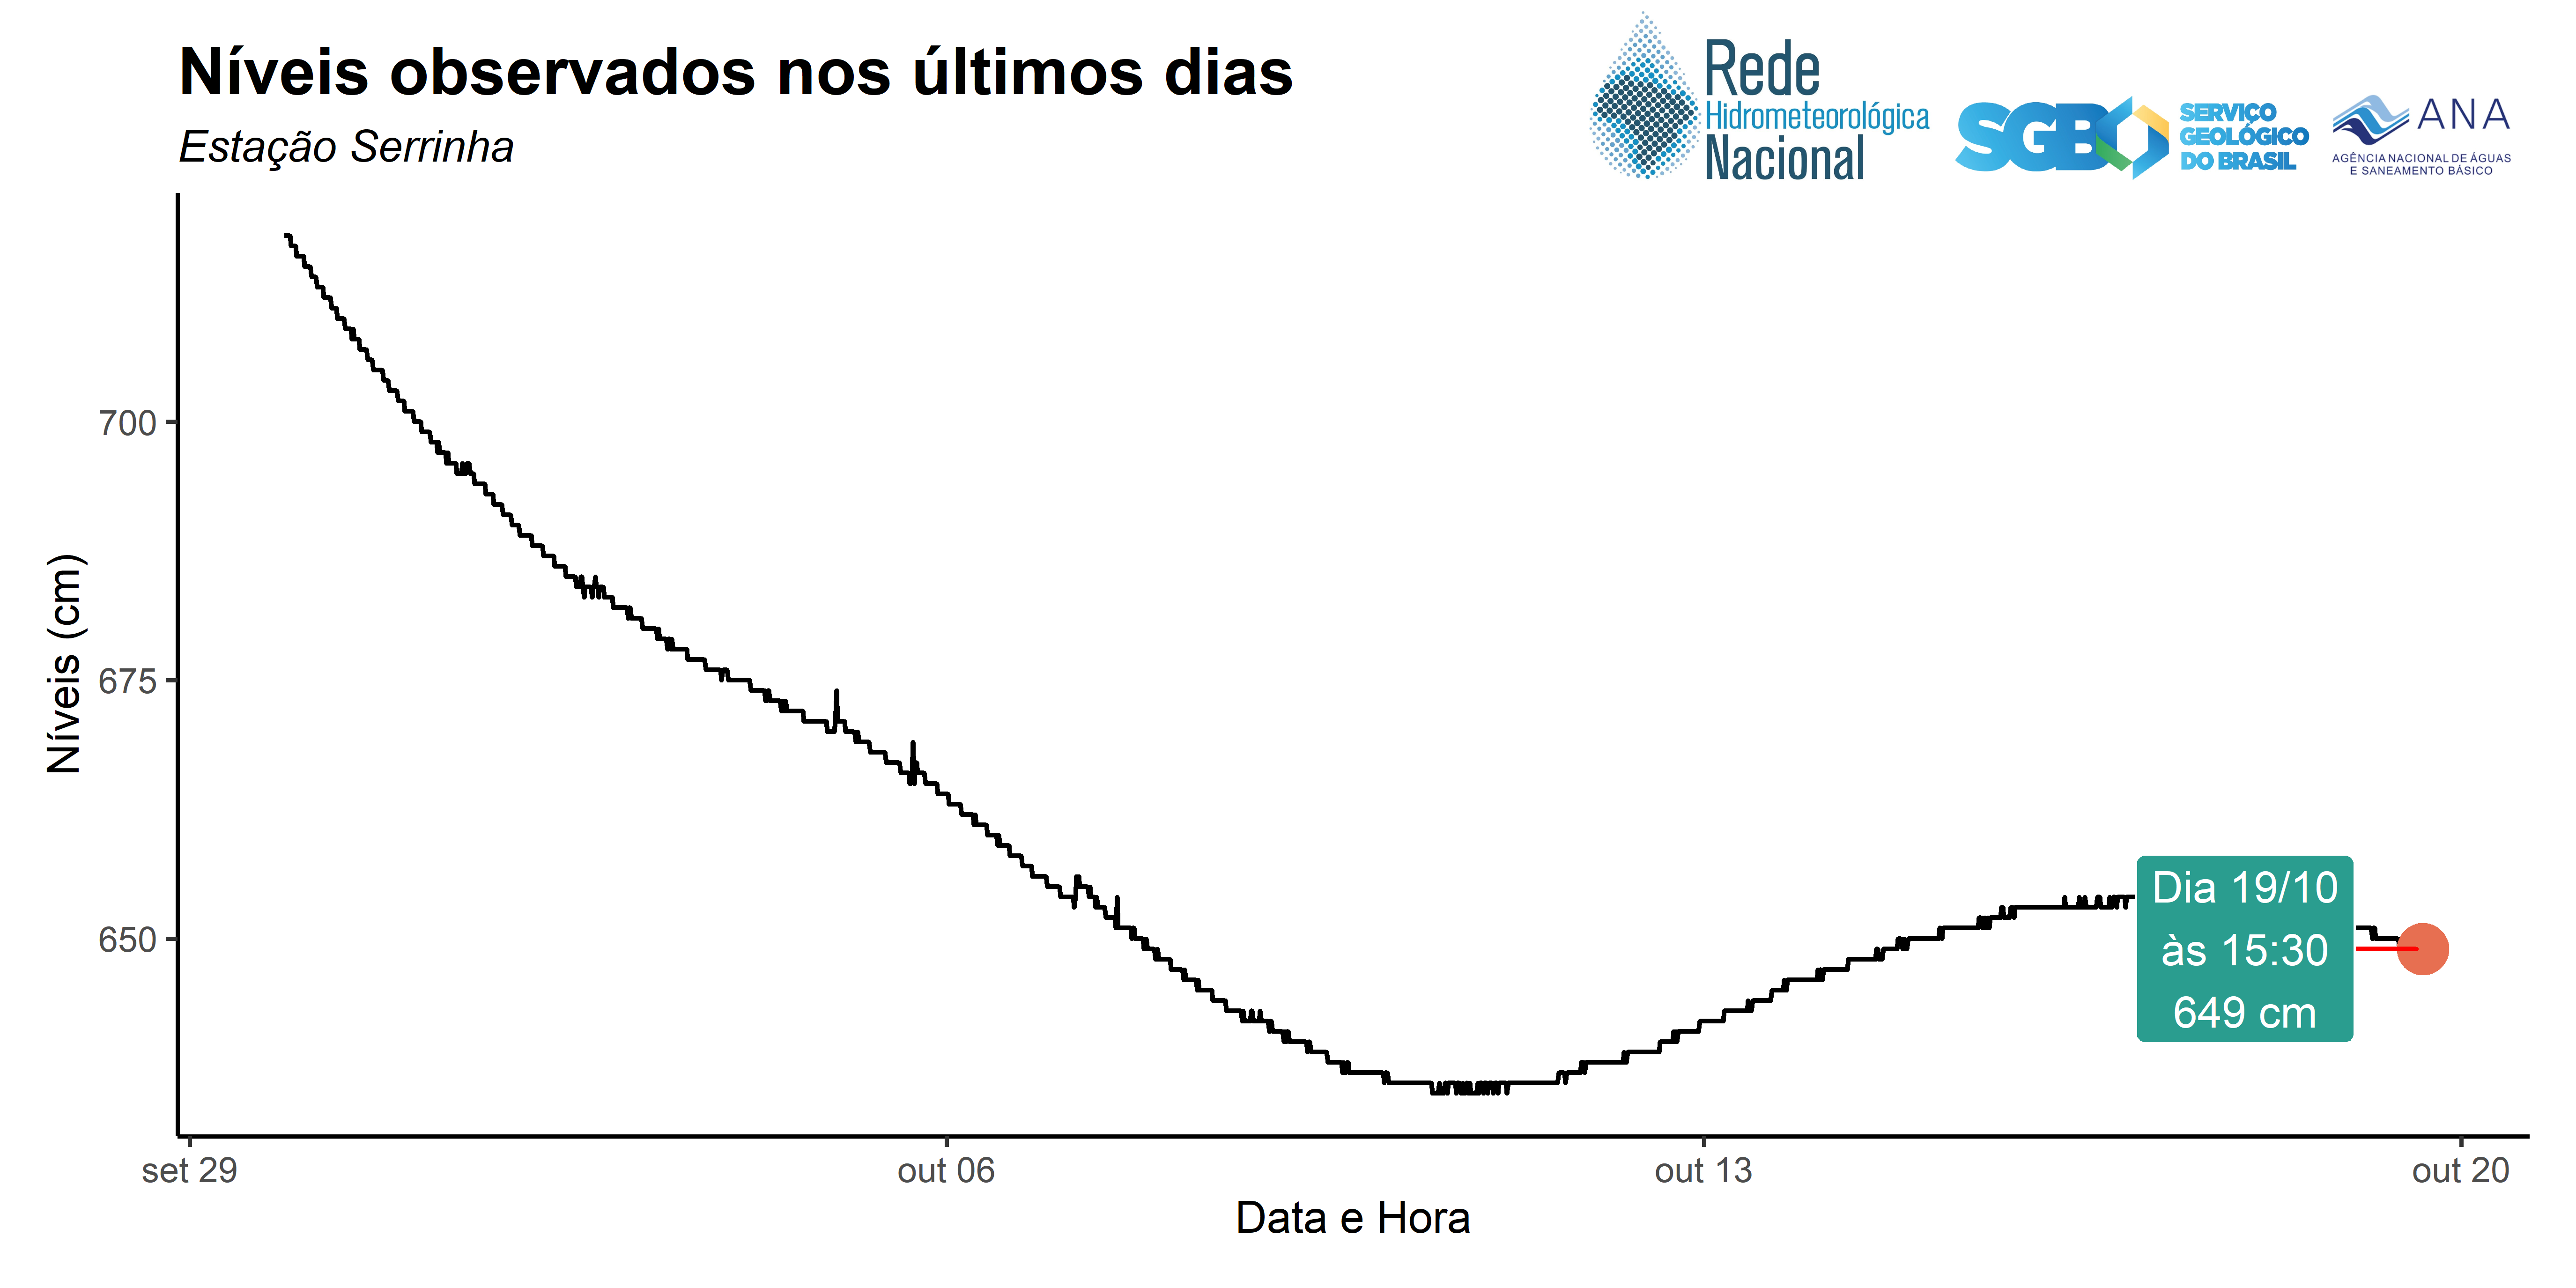 Níveis observados nos últimos dias
Estação Serrinha
Rede
Hidrometeorológica
Nacional
SGB
SERVIÇO
GEOLÓGICO
DO BRASIL
ANA
AGÊNCIA NACIONAL DE ÁGUAS
E SANEAMENTO BÁSICO
Níveis (cm)
700
675
650
Dia 19/10
às 15:30
649 cm
set 29
out 06
out 13
out 20
Data e Hora